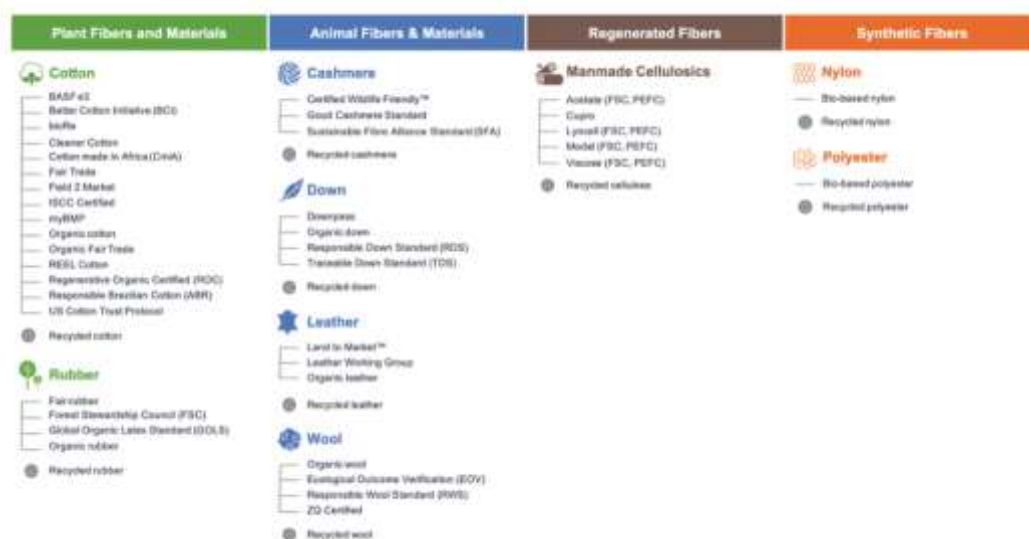 Plant Fibers and Materials
Cotton
BASF e3
Better Cotton Initiative (BCI)
bioRe
Cleaner Cotton
Cotton made in Africa (CmiA)
Fair Trade
Field 2 Market
ISCC Certified
myBMP
Organic cotton
Organic Fair Trade
REEL Cotton
Regenerative Organic Certified (ROC)
Responsible Brazilian Cotton (ABR)
US Cotton Trust Protocol
Recycled cotton
Rubber
Fair rubber
Forest Stewardship Council (FSC)
Global Organic Latex Standard (GOLS)
Organic rubber
Recycled rubber
Animal Fibers & Materials
Cashmere
Certified Wildlife Friendly™
Good Cashmere Standard
Sustainable Fibre Alliance Standard (SFA)
Recycled cashmere
Down
Downpass
Organic down
Responsible Down Standard (RDS)
Traceable Down Standard (TDS)
Recycled down
Leather
Land to Market™
Leather Working Group
Organic leather
Recycled leather
Wool
Organic wool
Ecological Outcome Verification (EOV)
Responsible Wool Standard (RWS)
ZQ Certified
Recycled wool
Regenerated Fibers
Manmade Cellulosics
Acetate (FSC, PEFC)
Cupro
Lyocell (FSC, PEFC)
Modal (FSC, PEFC)
Viscose (FSC, PEFC)
Recycled cellulose
Synthetic Fibers
Nylon
Bio-based nylon
Recycled nylon
Polyester
Bio-based polyester
Recycled polyester